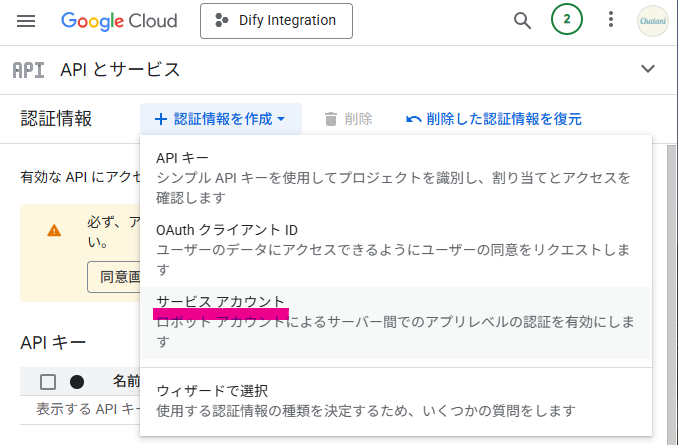 Google Cloud
Dify Integration
2
Chatani
API API とサービス
認証情報
+ 認証情報を作成
削除
削除した認証情報を復元
有効な API にアクセ
API キー
シンプル API キーを使用してプロジェクトを識別し、割り当てとアクセスを
確認します
必ず、ア
い。
OAuth クライアント ID
ユーザーのデータにアクセスできるようにユーザーの同意をリクエストしま
す
同意画
サービス アカウント
ロボット アカウントによるサーバー間でのアプリレベルの認証を有効にしま
す
API キー
名前
表示する API キー
ウィザードで選択
使用する認証情報の種類を決定するため、いくつかの質問をします